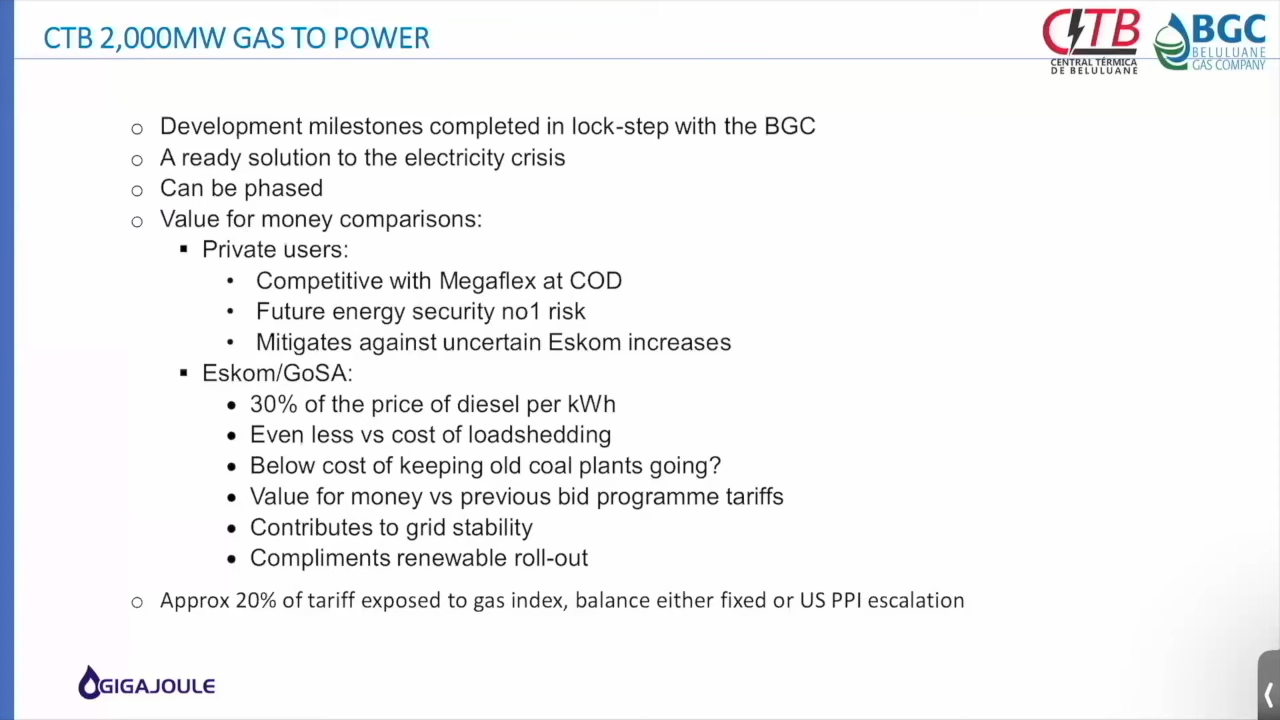 CTB 2,000MW GAS TO POWER
CTB
CENTRAL TÉRMICA
DE BELULUANE
BGC
BELULUANE
GAS COMPANY
o Development milestones completed in lock-step with the BGC
o A ready solution to the electricity crisis
o Can be phased
o Value for money comparisons:
▪ Private users:
• Competitive with Megaflex at COD
• Future energy security no1 risk
• Mitigates against uncertain Eskom increases
▪ Eskom/GoSA:
• 30% of the price of diesel per kWh
• Even less vs cost of loadshedding
• Below cost of keeping old coal plants going?
• Value for money vs previous bid programme tariffs
• Contributes to grid stability
• Compliments renewable roll-out
o Approx 20% of tariff exposed to gas index, balance either fixed or US PPI escalation
GIGAJOULE